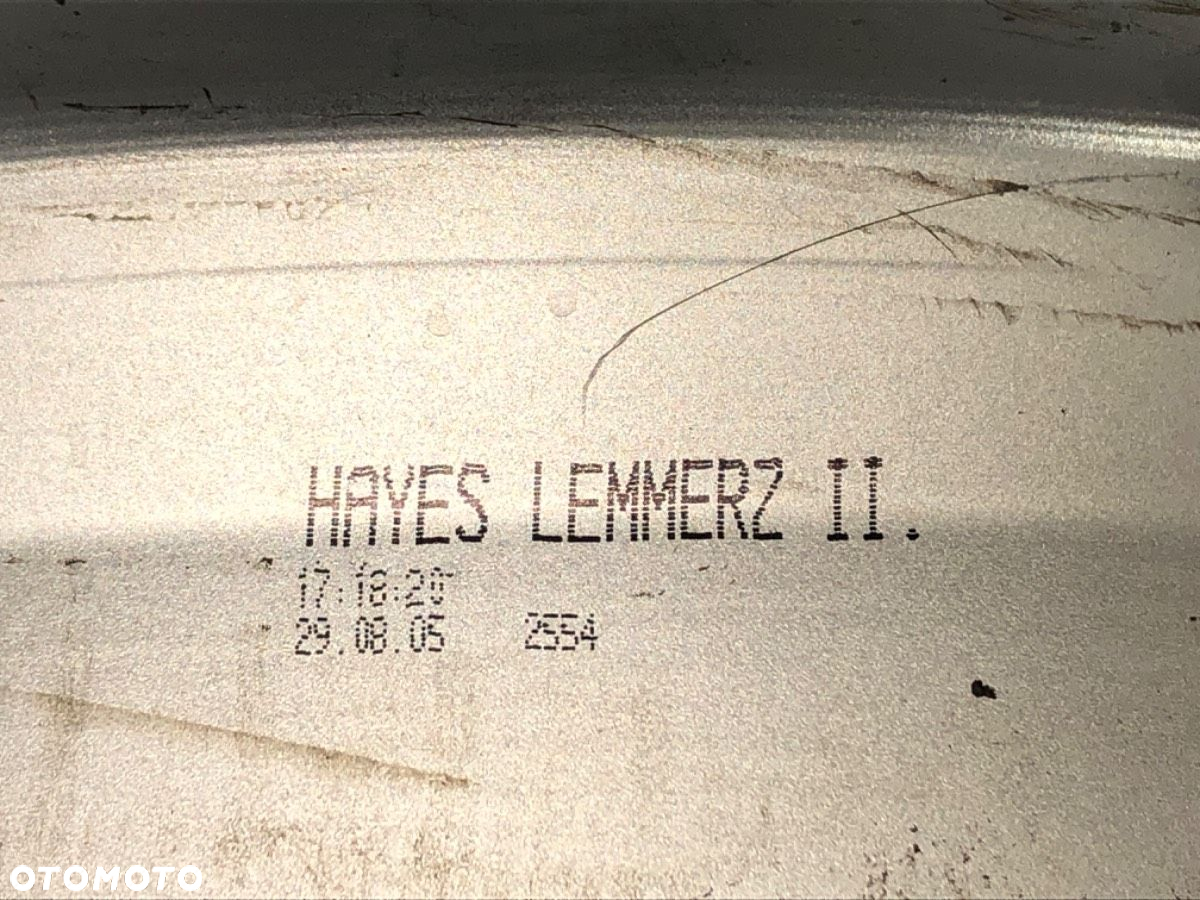 HAYES LEMMERZ II.
17:18:20
29.08.05 2554
OTOMOTO